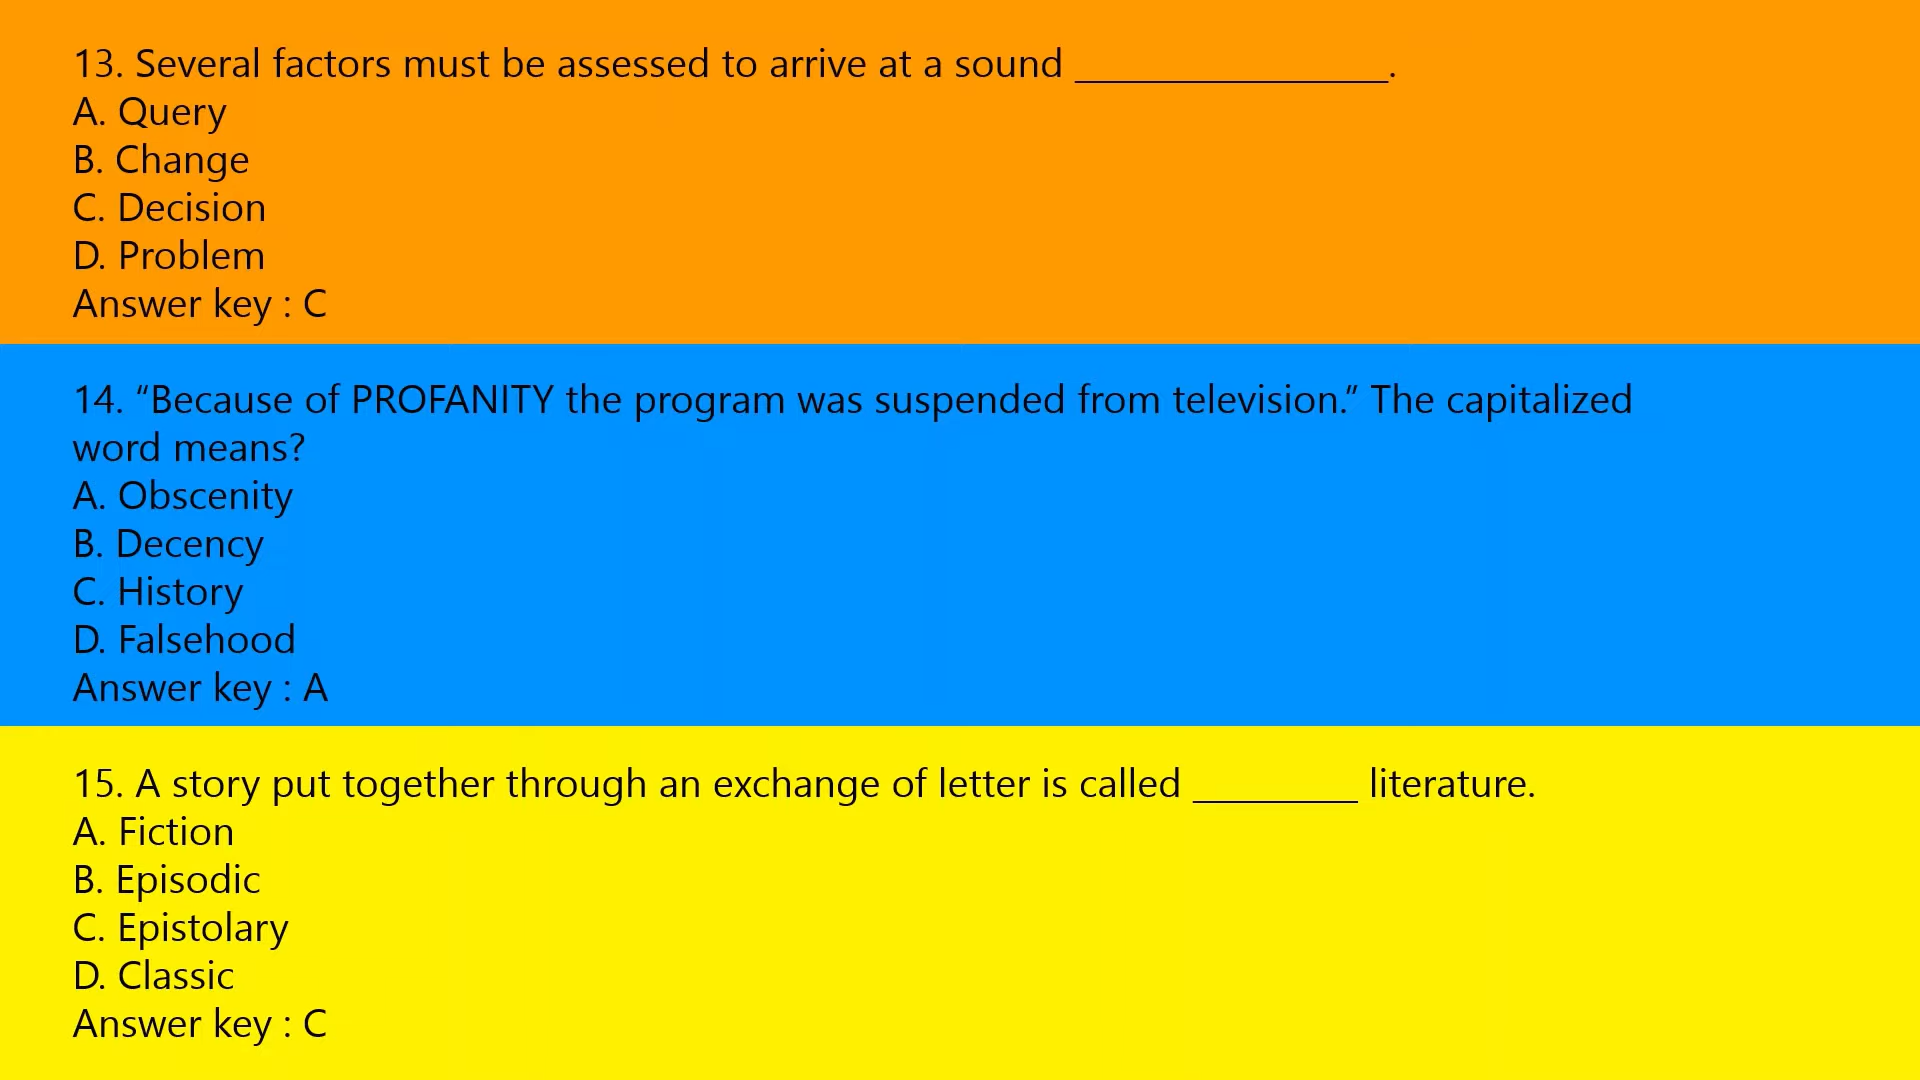 13. Several factors must be assessed to arrive at a sound _______________.
A. Query
B. Change
C. Decision
D. Problem
Answer key : C
14. “Because of PROFANITY the program was suspended from television.” The capitalized
word means?
A. Obscenity
B. Decency
C. History
D. Falsehood
Answer key : A
15. A story put together through an exchange of letter is called ________ literature.
A. Fiction
B. Episodic
C. Epistolary
D. Classic
Answer key : C